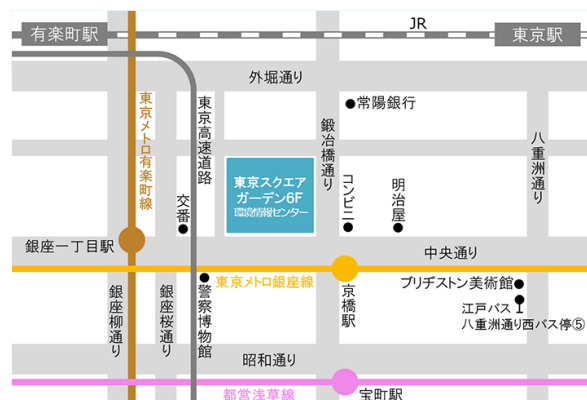 JR
有楽町駅
東京駅
外堀通り
常陽銀行
東京メトロ有楽町線
東京高速道路
鍛冶橋通り
八重洲通り
東京スクエア
ガーデン6F
環境情報センター
交番
コンビニ
明治屋
銀座一丁目駅
中央通り
東京メトロ銀座線
ブリヂストン美術館
銀座柳通り
銀座桜通り
警察博物館
京橋駅
江戸バス
八重洲通り西バス停⑤
昭和通り
都営浅草線
宝町駅